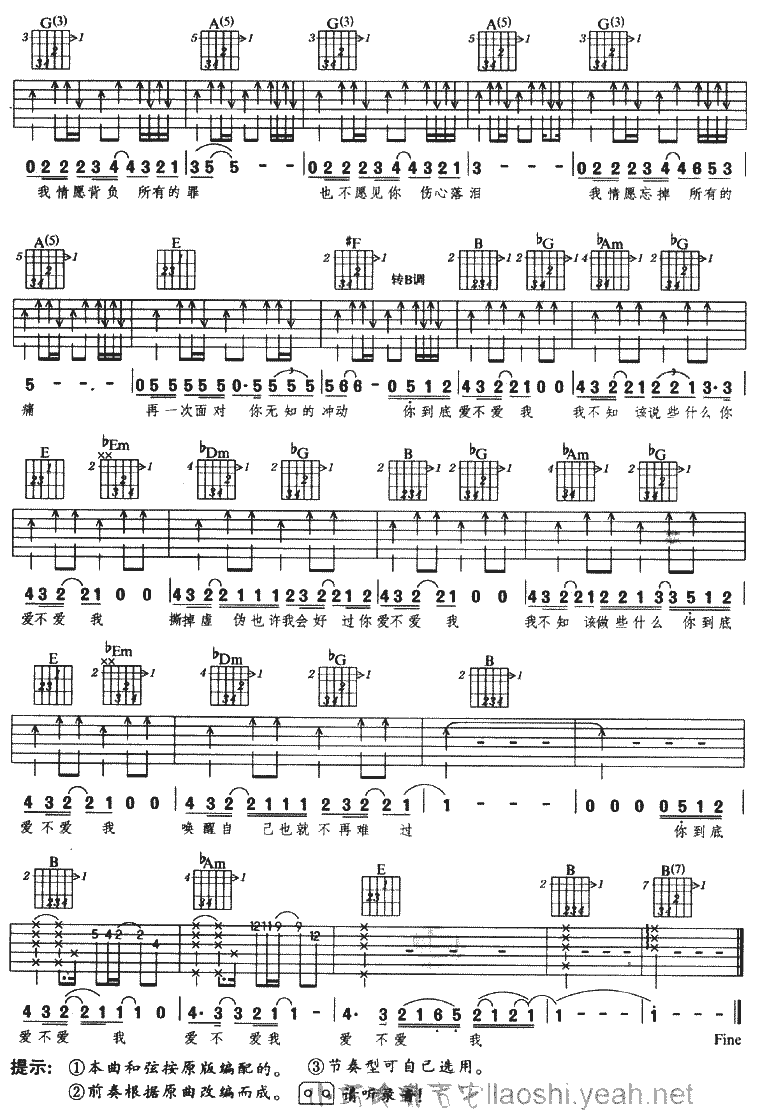 G(3) A(5) G(3) A(5) G(3)
0 2 2 2 3 4 4 3 2 1 | 3 5 5 - - | 0 2 2 2 3 4 4 3 2 1 | 3 - - - | 0 2 2 2 3 4 4 6 5 3
我情愿背负 所有的罪 也不愿见你 伤心落泪 我情愿忘掉 所有的
A(5) E #F 转B调 B bG bAm bG
5 - - - | 0 5 5 5 5 5 0·5 5 5 5 | 5 6 6 - 0 5 1 2 | 4 3 2 2 1 0 0 | 4 3 2 2 1 2 2 1 3·3
痛 再一次面对 你无知的冲动 你到底爱不爱 我 我不知 该说些什么你
E bEm bDm bG B bG bAm bG
4 3 2 2 1 0 0 | 4 3 2 2 1 1 1 2 3 2 2 1 2 | 4 3 2 2 1 0 0 | 4 3 2 2 1 2 2 1 3 3 5 1 2
爱不爱 我 撕掉虚 伪也许我会好 过你爱不爱 我 我不知 该做些什么 你到底
E bEm bDm bG B
4 3 2 2 1 0 0 | 4 3 2 2 1 1 1 2 3 2 2 1 | 1 - - - | 0 0 0 0 5 1 2
爱不爱 我 唤醒自 己也就不再难 过 你到底
B bAm E B B(7)
5 4 2 2 4 12 11 9 9 12
4 3 2 2 1 1 1 0 | 4·3 3 2 1 1 - | 4· 3 2 1 6 5 2 1 2 1 | 1 - - - | 1 - - - ‖
爱不爱 我 爱不 爱我 爱 不爱 我 Fine
提示: ①本曲和弦按原版编配的。 ③节奏型可自己选用。
②前奏根据原曲改编而成。 请听录音! llaoshi.yeah.net